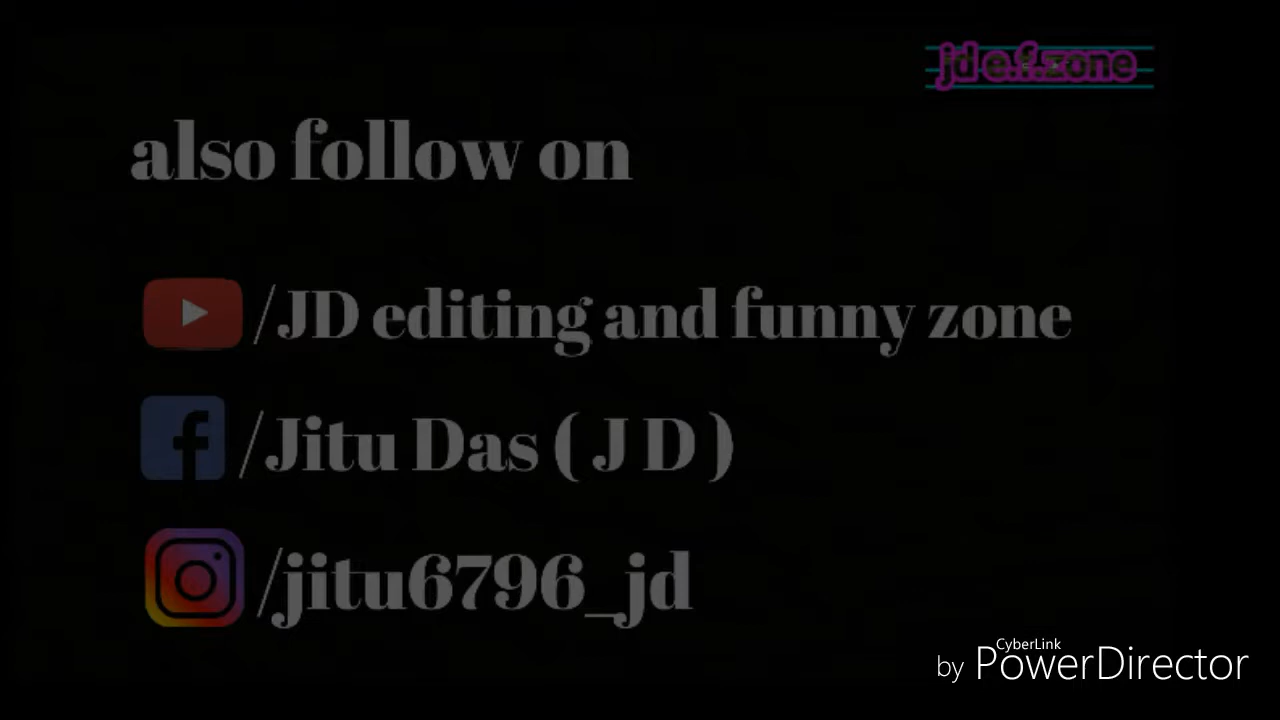 jd e.f.zone
also follow on
/JD editing and funny zone
/Jitu Das ( J D )
/jitu6796_jd
CyberLink
by PowerDirector